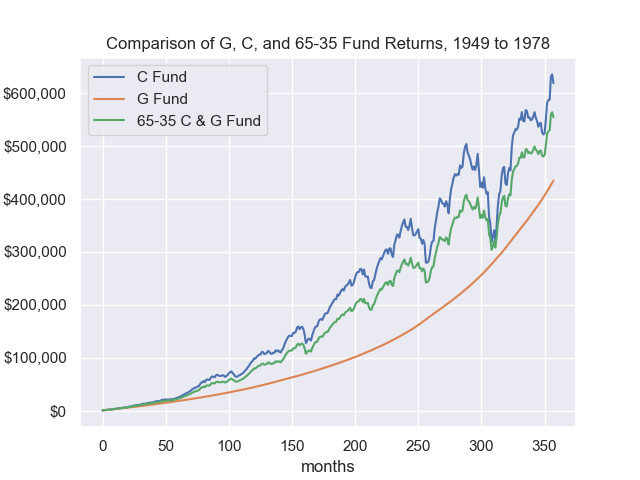 Comparison of G, C, and 65-35 Fund Returns, 1949 to 1978
C Fund
G Fund
65-35 C & G Fund
$600,000
$500,000
$400,000
$300,000
$200,000
$100,000
$0
0 50 100 150 200 250 300 350
months